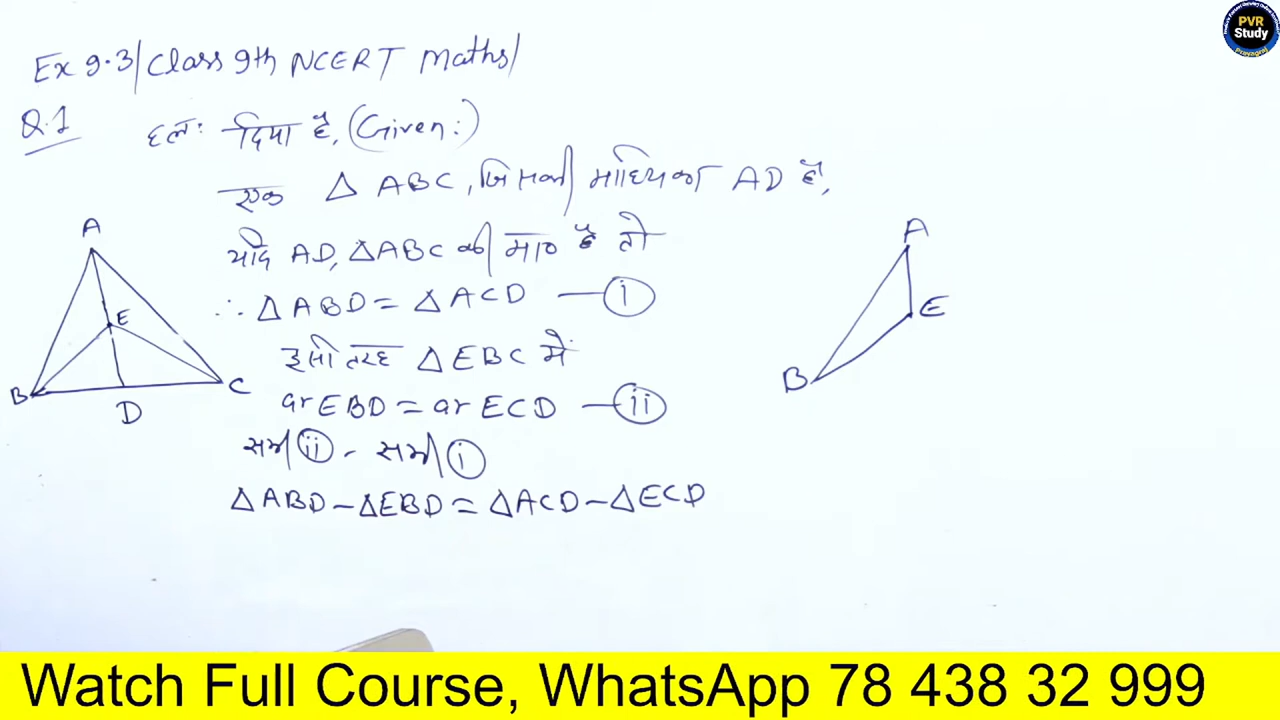 PVR
Study
Ex 9.3/Class 9th NCERT Maths/
Q.1 हल: दिया है, (Given:)
एक △ ABC, जिसकी माध्यिका AD है,
यदि AD, △ABC की माध्य है तो
∴ △ABD = △ACD — (i)
इसी तरह △EBC में
ar EBD = ar ECD — (ii)
समी (ii) - समी (i)
△ABD - △EBD = △ACD - △ECD
A
E
B
C
D
A
E
B
Watch Full Course, WhatsApp 78 438 32 999